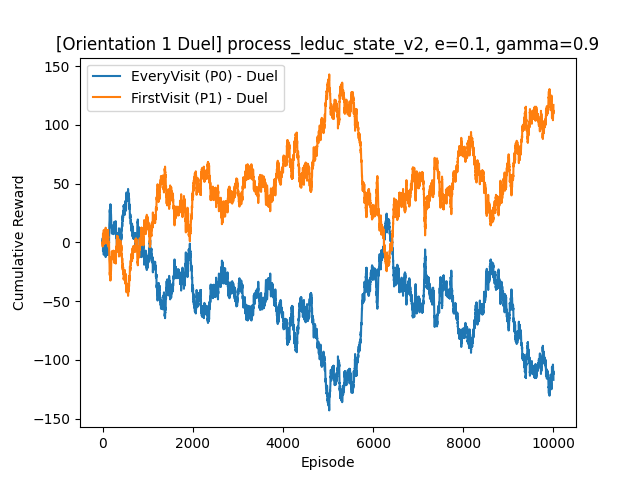 [Orientation 1 Duel] process_leduc_state_v2, e=0.1, gamma=0.9
EveryVisit (P0) - Duel
FirstVisit (P1) - Duel
150
100
50
0
−50
−100
−150
Cumulative Reward
0
2000
4000
6000
8000
10000
Episode